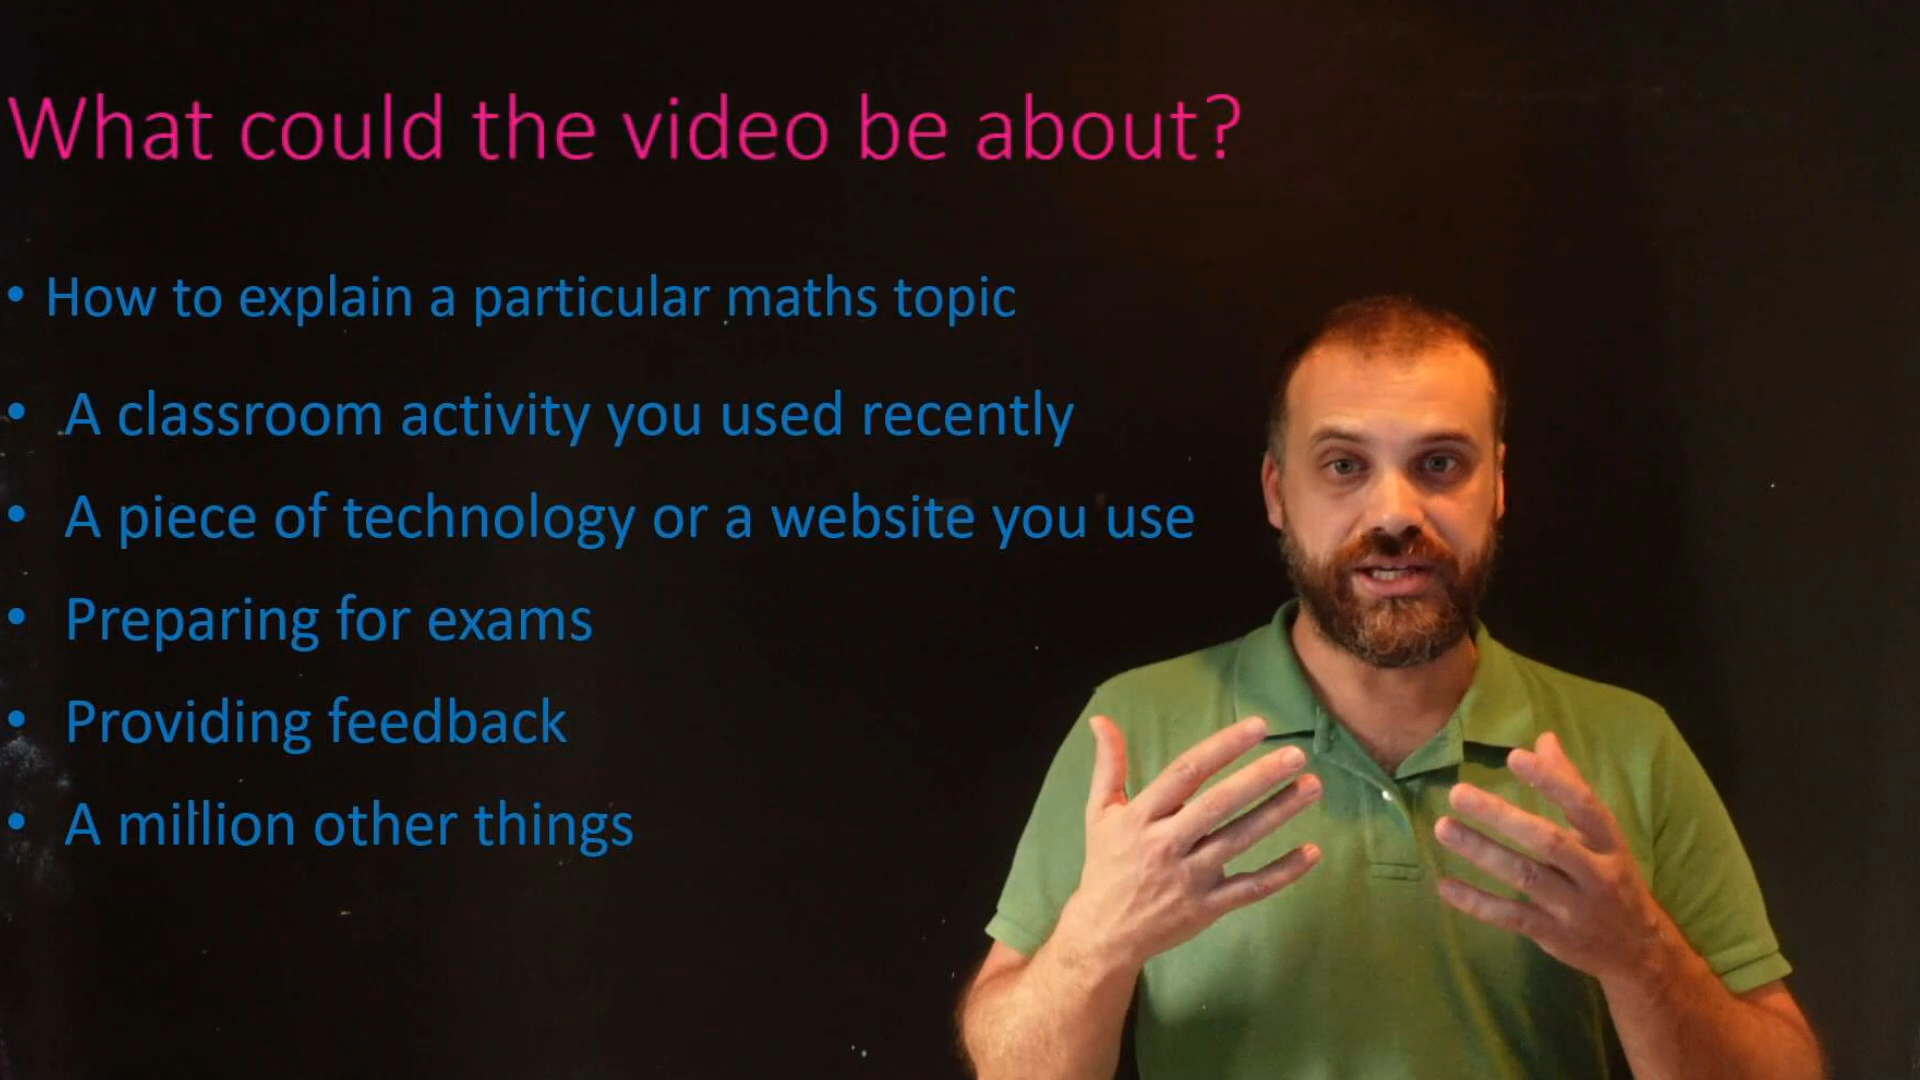 What could the video be about?
• How to explain a particular maths topic
• A classroom activity you used recently
• A piece of technology or a website you use
• Preparing for exams
• Providing feedback
• A million other things